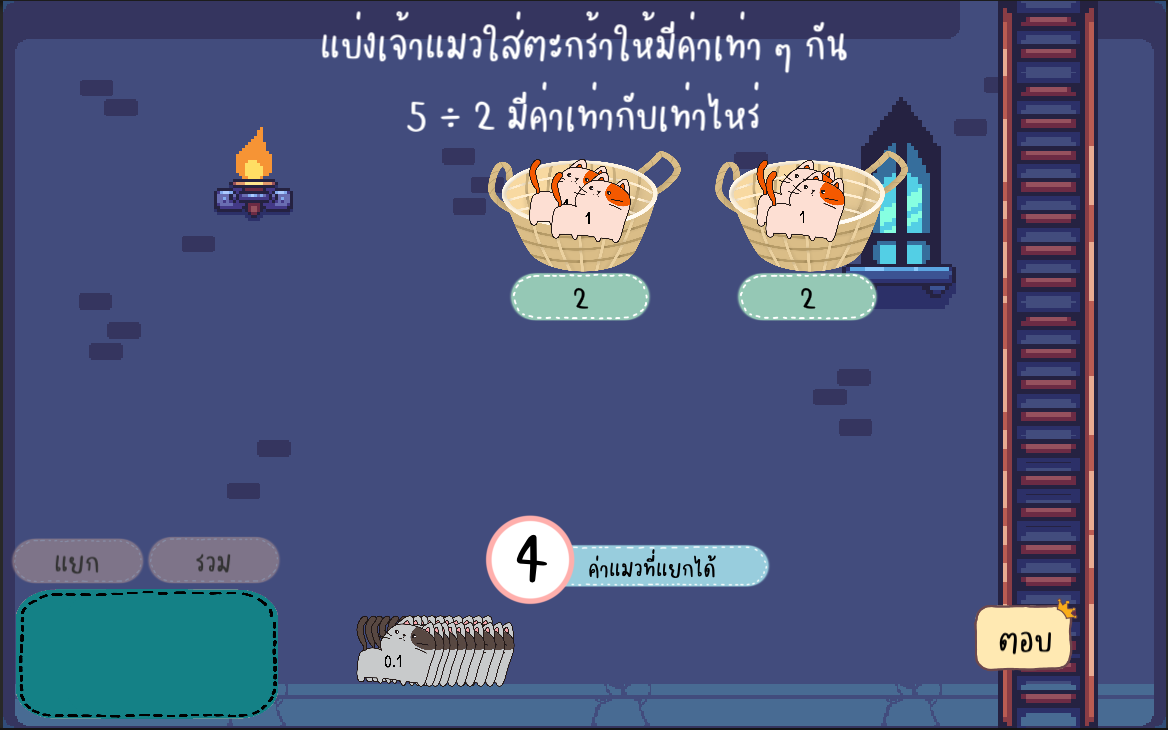 แบ่งเจ้าแมวใส่ตะกร้าให้มีค่าเท่า ๆ กัน
5 ÷ 2 มีค่าเท่ากับเท่าไหร่
1
1
2
2
แยก
รวม
4
ค่าแมวที่แยกได้
0.1
ตอบ